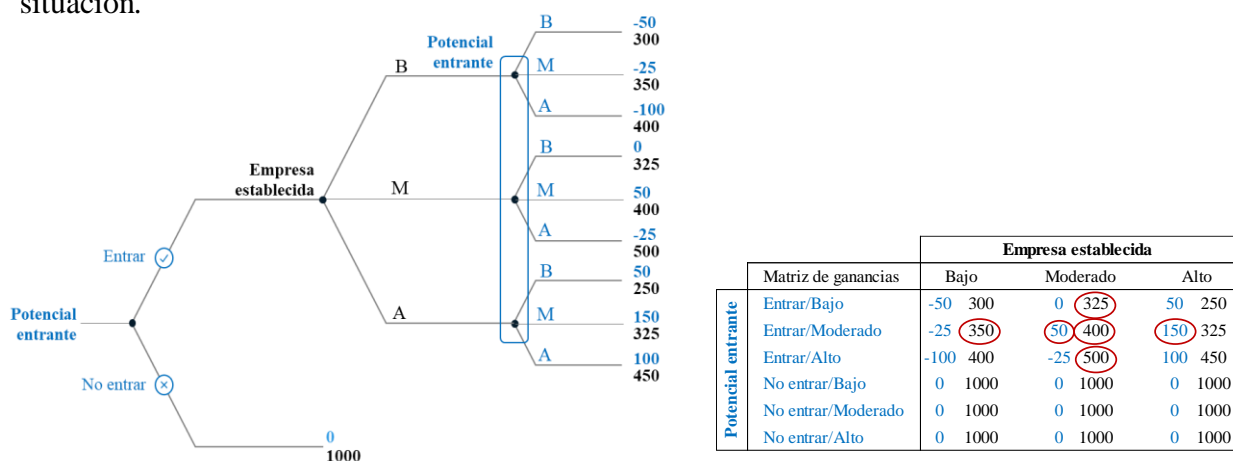 situación.
B
-50
300
Potencial
entrante
M
-25
350
B
A
-100
400
B
0
325
Empresa
establecida
M
M
50
400
A
-25
500
Entrar
B
50
250
Potencial
entrante
A
M
150
325
A
100
450
No entrar
0
1000
Empresa establecida
Matriz de ganancias Bajo Moderado Alto
Potencial entrante
Entrar/Bajo -50 300 0 325 50 250
Entrar/Moderado -25 350 50 400 150 325
Entrar/Alto -100 400 -25 500 100 450
No entrar/Bajo 0 1000 0 1000 0 1000
No entrar/Moderado 0 1000 0 1000 0 1000
No entrar/Alto 0 1000 0 1000 0 1000